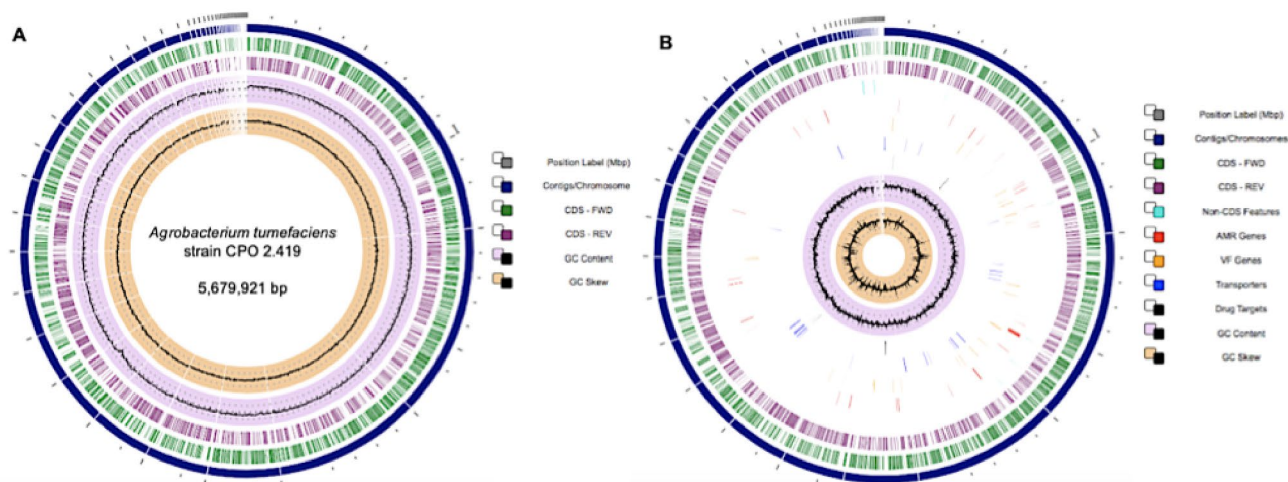 A
Agrobacterium tumefaciens
strain CPO 2.419
5,679,921 bp
Position Label (Mbp)
Contigs/Chromosome
CDS - FWD
CDS - REV
GC Content
GC Skew
B
Position Label (Mbp)
Contigs/Chromosomes
CDS - FWD
CDS - REV
Non-CDS Features
AMR Genes
VF Genes
Transporters
Drug Targets
GC Content
GC Skew